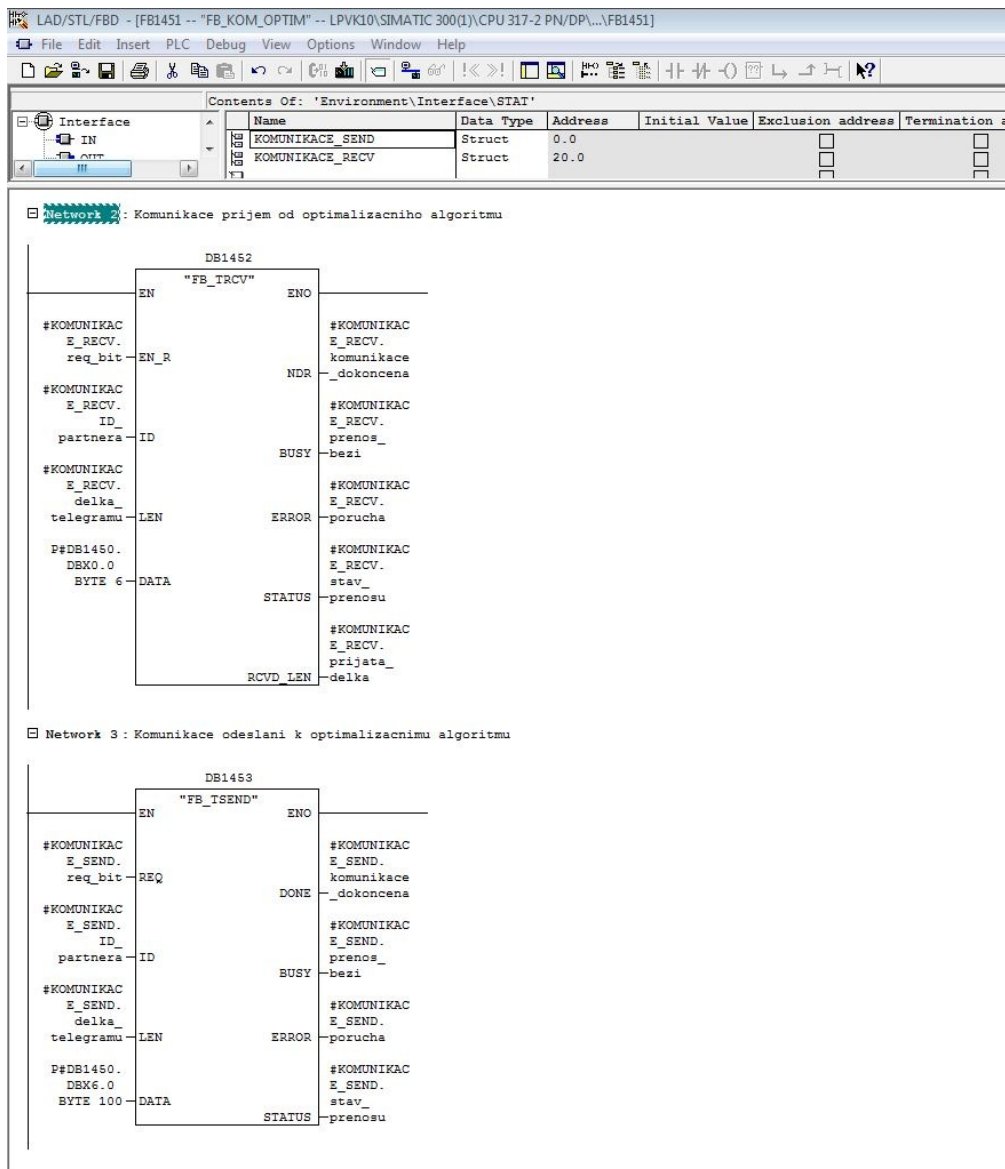 LAD/STL/FBD - [FB1451 -- "FB_KOM_OPTIM" -- LPVK10\SIMATIC 300(1)\CPU 317-2 PN/DP\...\FB1451]
File Edit Insert PLC Debug View Options Window Help
Contents Of: 'Environment\Interface\STAT'
Interface
IN
OUT
Name Data Type Address Initial Value Exclusion address Termination a
KOMUNIKACE_SEND Struct 0.0
KOMUNIKACE_RECV Struct 20.0
Network 2: Komunikace prijem od optimalizacniho algoritmu
DB1452
"FB_TRCV"
EN ENO
#KOMUNIKAC
E_RECV.
req_bit EN_R
#KOMUNIKAC
E_RECV.
komunikace
NDR _dokoncena
#KOMUNIKAC
E_RECV.
ID_
partnera ID
#KOMUNIKAC
E_RECV.
prenos_
BUSY bezi
#KOMUNIKAC
E_RECV.
delka_
telegramu LEN
#KOMUNIKAC
E_RECV.
ERROR porucha
P#DB1450.
DBX0.0
BYTE 6 DATA
#KOMUNIKAC
E_RECV.
stav_
STATUS prenosu
#KOMUNIKAC
E_RECV.
prijata_
RCVD_LEN delka
Network 3 : Komunikace odeslani k optimalizacnimu algoritmu
DB1453
"FB_TSEND"
EN ENO
#KOMUNIKAC
E_SEND.
req_bit REQ
#KOMUNIKAC
E_SEND.
komunikace
DONE _dokoncena
#KOMUNIKAC
E_SEND.
ID_
partnera ID
#KOMUNIKAC
E_SEND.
prenos_
BUSY bezi
#KOMUNIKAC
E_SEND.
delka_
telegramu LEN
#KOMUNIKAC
E_SEND.
ERROR porucha
P#DB1450.
DBX6.0
BYTE 100 DATA
#KOMUNIKAC
E_SEND.
stav_
STATUS prenosu